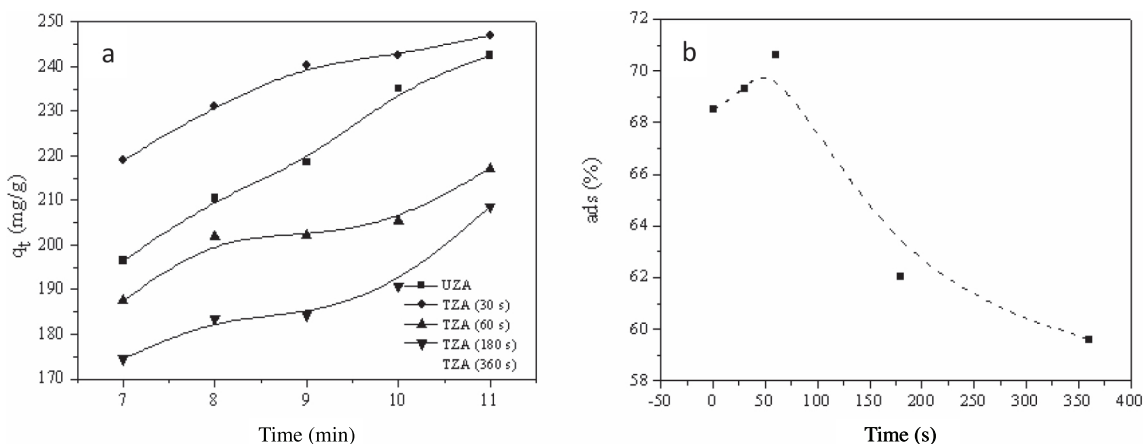 a
250
240
230
220
210
200
190
180
170
q_t (mg/g)
UZA
TZA (30 s)
TZA (60 s)
TZA (180 s)
TZA (360 s)
7 8 9 10 11
Time (min)
b
72
70
68
66
64
62
60
58
ads (%)
-50 0 50 100 150 200 250 300 350 400
Time (s)